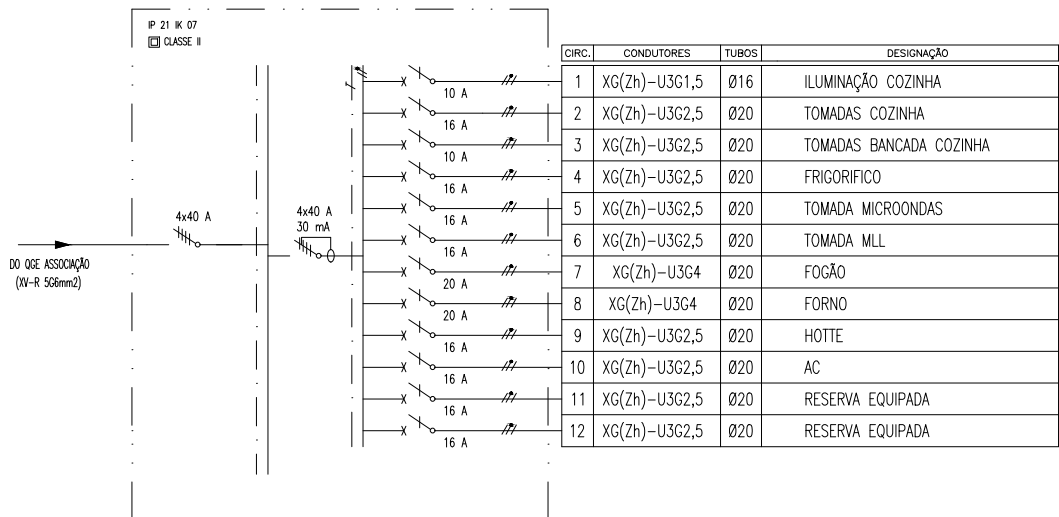 IP 21 IK 07
CLASSE II
CIRC. CONDUTORES TUBOS DESIGNAÇÃO
10 A
1 XG(Zh)-U3G1,5 Ø16 ILUMINAÇÃO COZINHA
16 A
2 XG(Zh)-U3G2,5 Ø20 TOMADAS COZINHA
10 A
3 XG(Zh)-U3G2,5 Ø20 TOMADAS BANCADA COZINHA
16 A
4 XG(Zh)-U3G2,5 Ø20 FRIGORIFICO
16 A
5 XG(Zh)-U3G2,5 Ø20 TOMADA MICROONDAS
16 A
6 XG(Zh)-U3G2,5 Ø20 TOMADA MLL
20 A
7 XG(Zh)-U3G4 Ø20 FOGÃO
20 A
8 XG(Zh)-U3G4 Ø20 FORNO
16 A
9 XG(Zh)-U3G2,5 Ø20 HOTTE
16 A
10 XG(Zh)-U3G2,5 Ø20 AC
16 A
11 XG(Zh)-U3G2,5 Ø20 RESERVA EQUIPADA
16 A
12 XG(Zh)-U3G2,5 Ø20 RESERVA EQUIPADA
4x40 A
4x40 A
30 mA
DO QGE ASSOCIAÇÃO
(XV-R 5G6mm2)